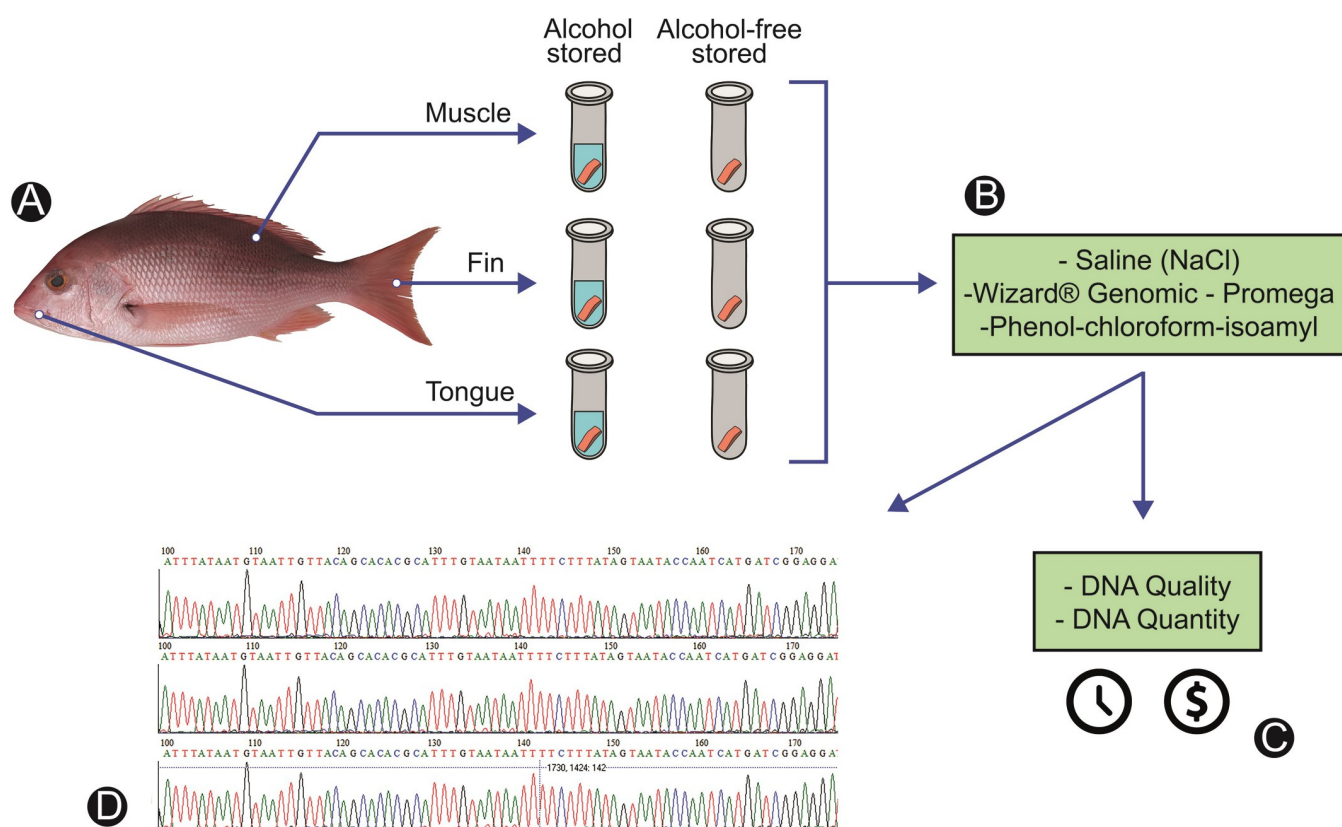 Alcohol stored
Alcohol-free stored
Muscle
A
Fin
Tongue
B
- Saline (NaCl)
-Wizard® Genomic - Promega
-Phenol-chloroform-isoamyl
- DNA Quality
- DNA Quantity
$
C
100 110 120 130 140 150 160 170
ATTTATAATGTAATTGTTACAGCACACGCATTTGTAATAATTTTCTTTATAGTAATACCAATCATGATCGGAGGA
100 110 120 130 140 150 160 170
ATTTATAATGTAATTGTTACAGCACACGCATTTGTAATAATTTTCTTTATAGTAATACCAATCATGATCGGAGGAT
100 110 120 130 140 150 160 170
ATTTATAATGTAATTGTTACAGCACACGCATTTGTAATAATTTTCTTTATAGTAATACCAATCATGATCGGAGGA
1730, 1424: 142
D